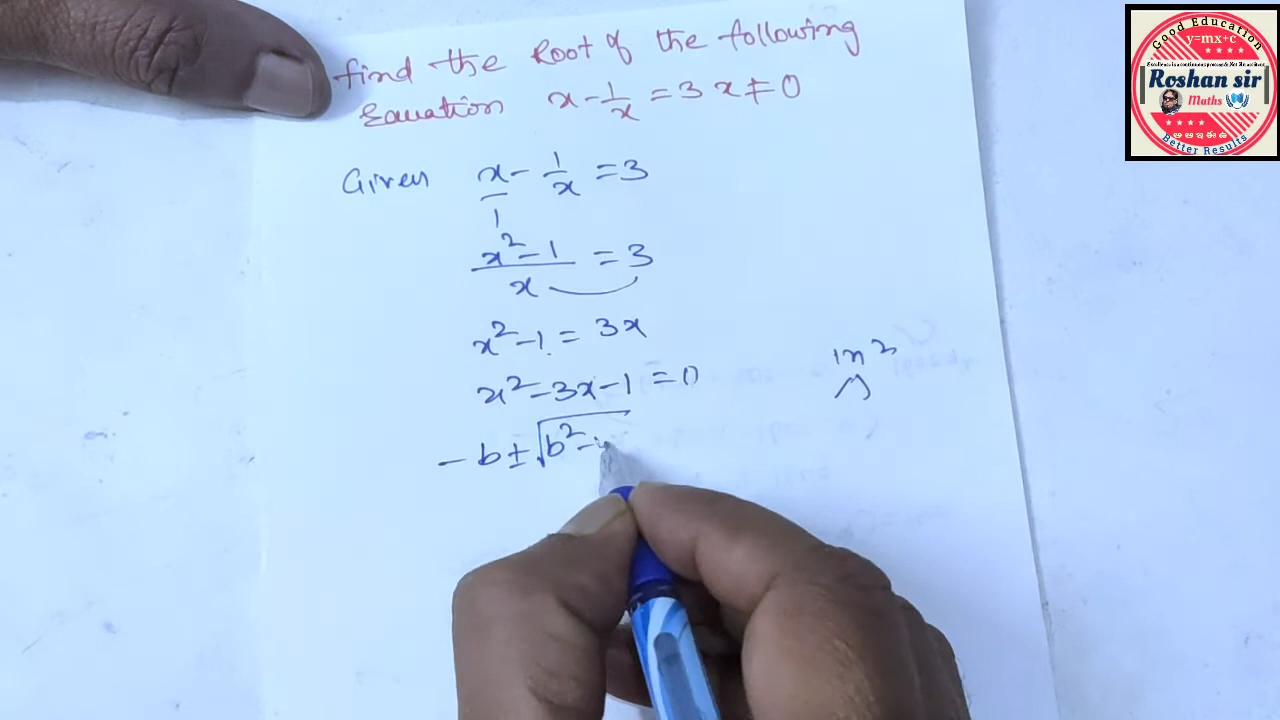 find the Root of the following
Equation x - 1/x = 3 x ≠ 0
Given x - 1/x = 3
1
x² - 1 / x = 3
x² - 1 = 3x
x² - 3x - 1 = 0
- b ± √b² -
Good Education
y=mx+c
Roshan sir
Maths
Better Results